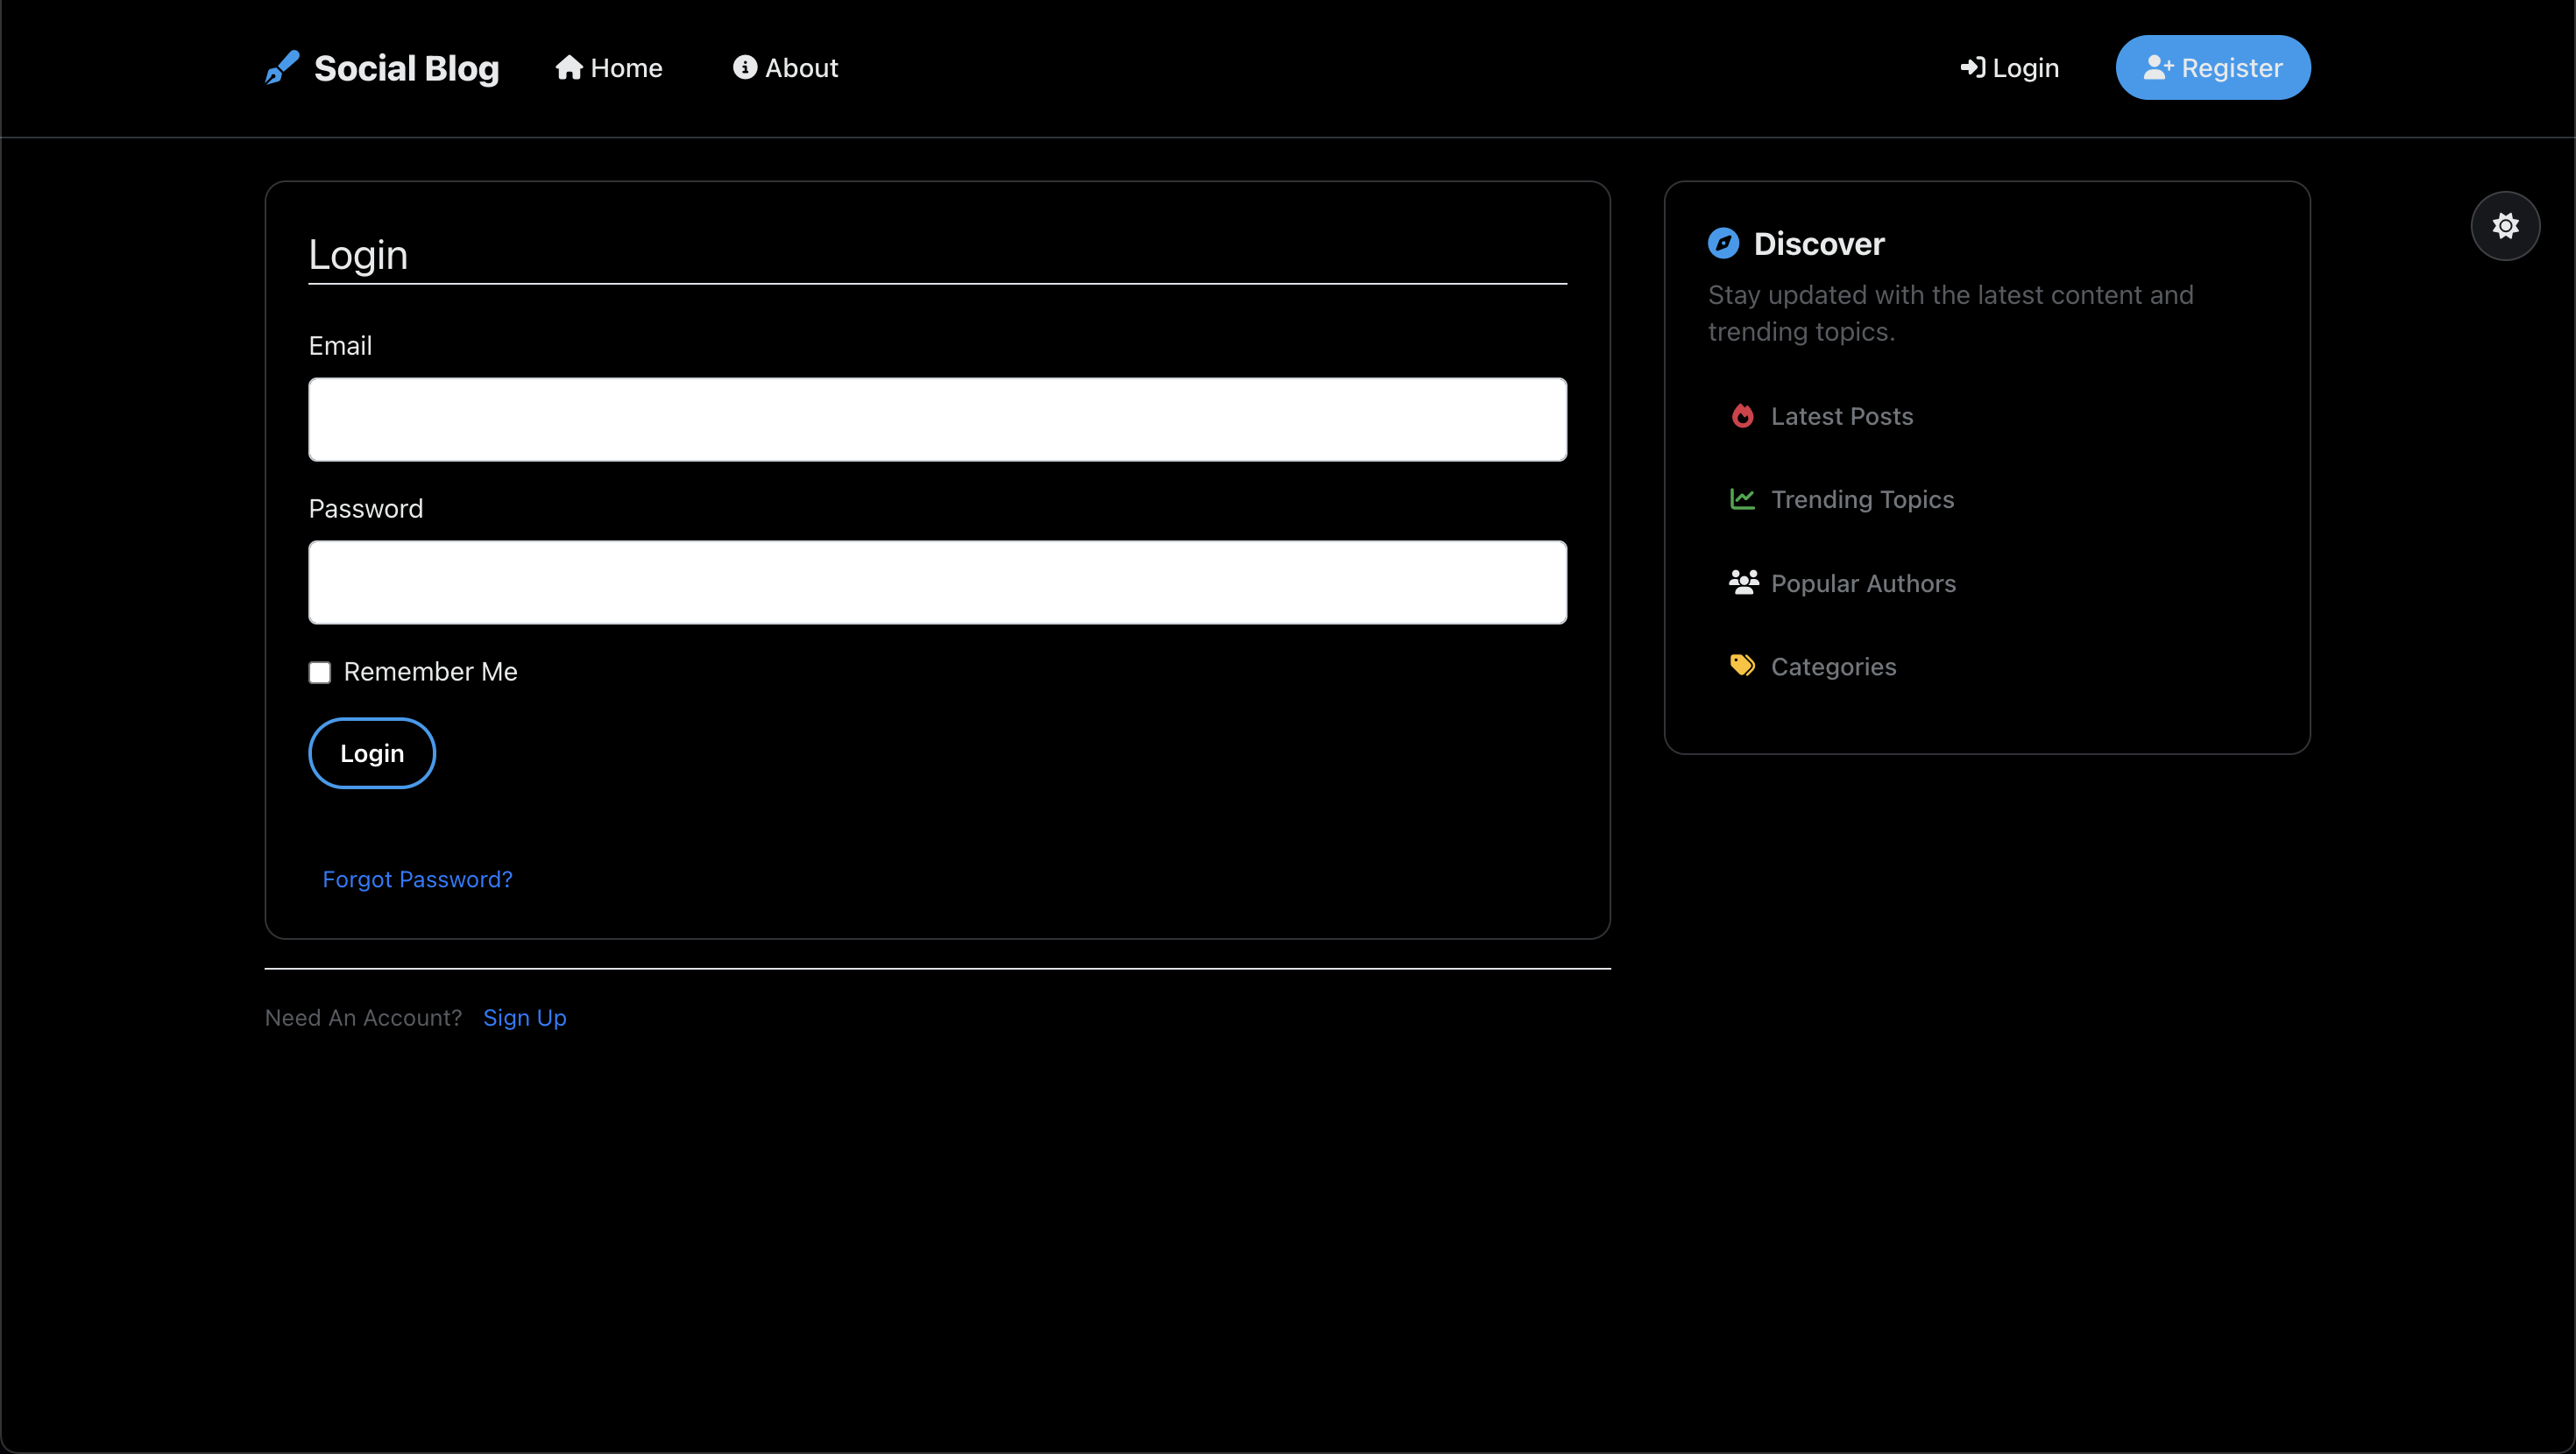 Social Blog
Home
About
Login
Register
Login
Email
Password
Remember Me
Login
Forgot Password?
Need An Account? Sign Up
Discover
Stay updated with the latest content and
trending topics.
Latest Posts
Trending Topics
Popular Authors
Categories